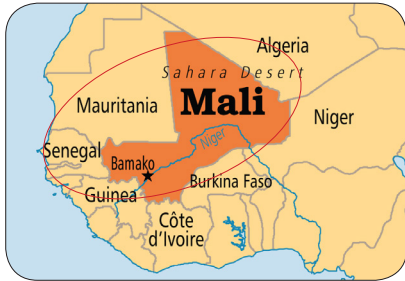 Algeria
Sahara Desert
Mauritania
Mali
Niger
Senegal
Bamako
Niger
Guinea
Burkina Faso
Côte
d'Ivoire